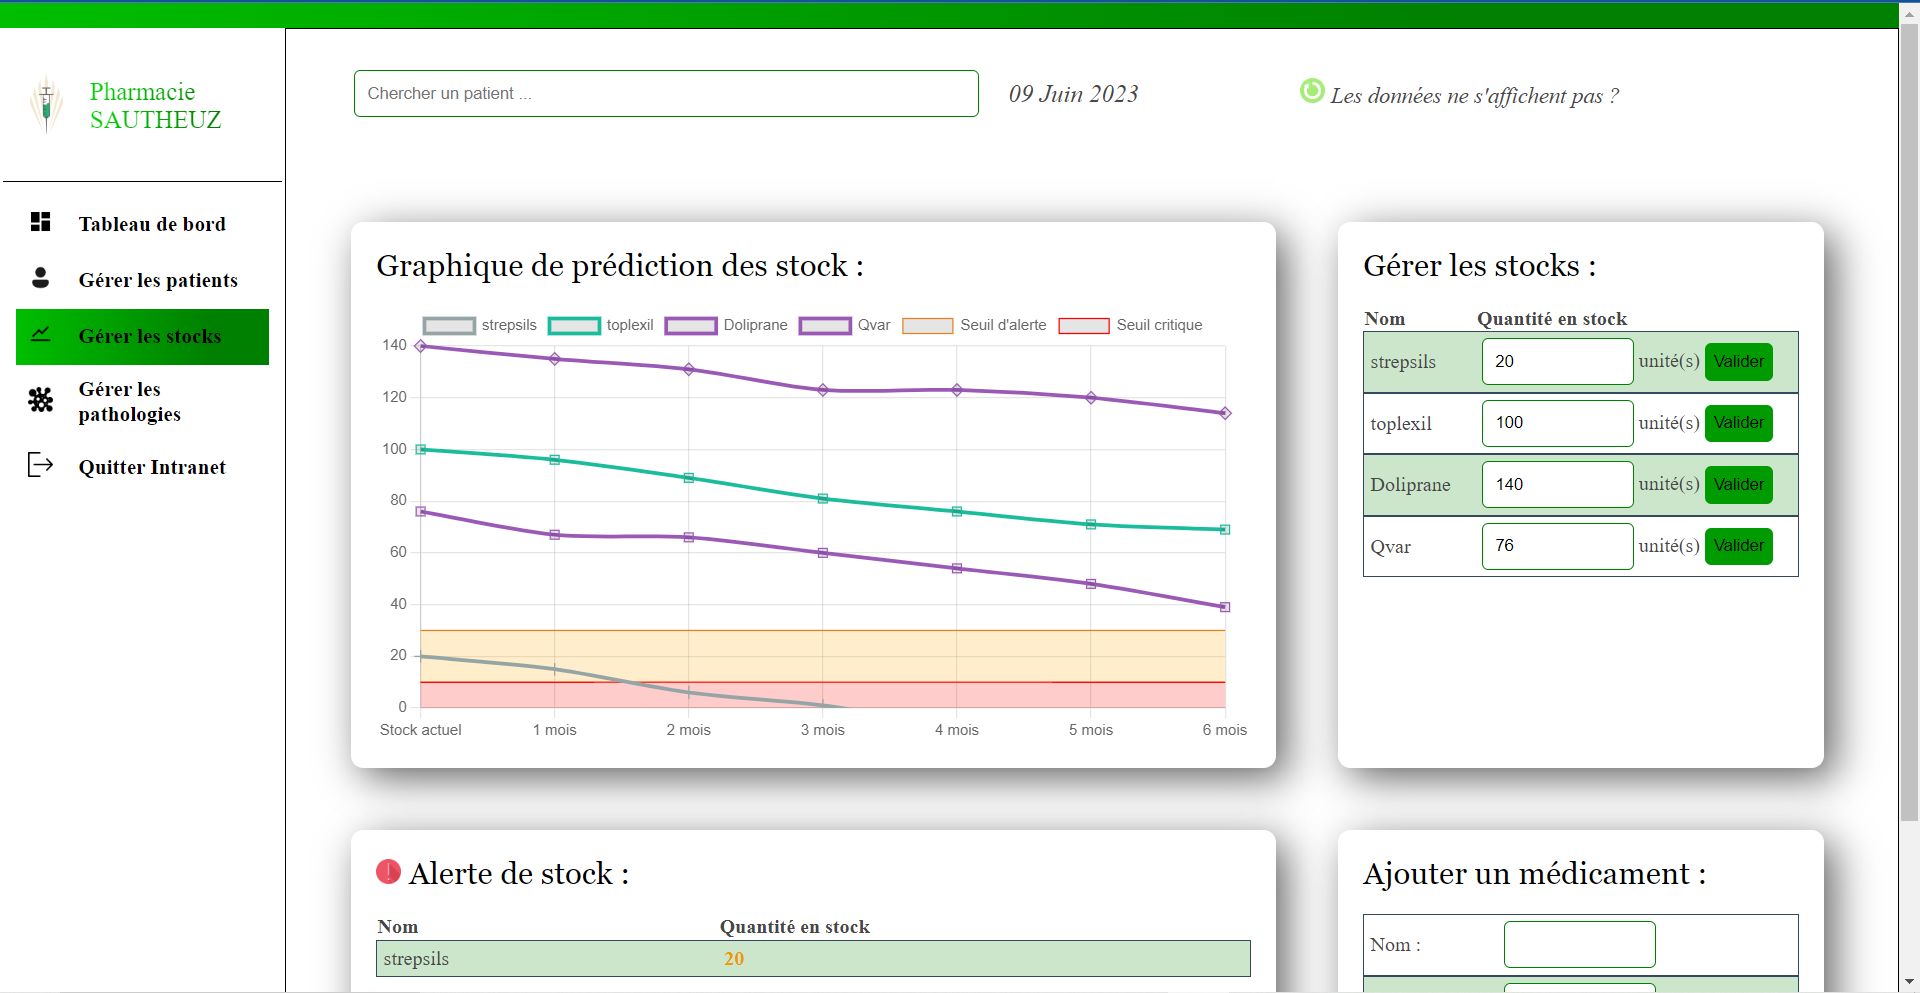 Pharmacie
SAUTHEUZ
Tableau de bord
Gérer les patients
Gérer les stocks
Gérer les
pathologies
Quitter Intranet
Chercher un patient ...
09 Juin 2023
Les données ne s'affichent pas ?
Graphique de prédiction des stock :
strepsils toplexil Doliprane Qvar Seuil d'alerte Seuil critique
140
120
100
80
60
40
20
0
Stock actuel 1 mois 2 mois 3 mois 4 mois 5 mois 6 mois
Gérer les stocks :
Nom Quantité en stock
strepsils 20 unité(s) Valider
toplexil 100 unité(s) Valider
Doliprane 140 unité(s) Valider
Qvar 76 unité(s) Valider
Alerte de stock :
Nom Quantité en stock
strepsils 20
Ajouter un médicament :
Nom :